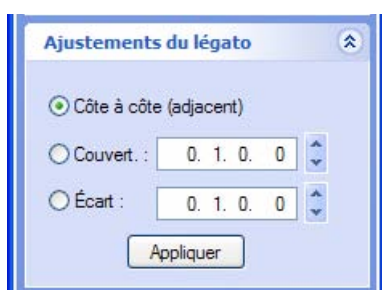 Ajustements du légato
Côte à côte (adjacent)
Couvert. : 0. 1. 0. 0
Écart : 0. 1. 0. 0
Appliquer